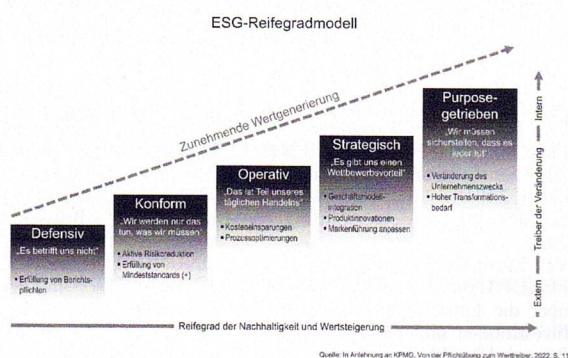 ESG-Reifegradmodell
Zunehmende Wertgenerierung
Defensiv
„Es betrifft uns nicht“
• Erfüllung von Berichts-
pflichten
Konform
„Wir werden nur das
tun, was wir müssen“
• Aktive Risikoreduktion
• Erfüllung von
Mindeststandards (+)
Operativ
„Das ist Teil unseres
täglichen Handelns“
• Kosteneinsparungen
• Prozessoptimierungen
Strategisch
„Es gibt uns einen
Wettbewerbsvorteil“
• Geschäftsmodell-
integration
• Produktinnovationen
• Markenführung anpassen
Purpose-
getrieben
„Wir müssen
sicherstellen, dass es
jeder tut“
• Veränderung des
Unternehmenszwecks
• Hoher Transformations-
bedarf
Extern
Treiber der Veränderung
Intern
Reifegrad der Nachhaltigkeit und Wertsteigerung
Quelle: In Anlehnung an KPMG, Von der Pflichtübung zum Werttreiber, 2022, S. 11